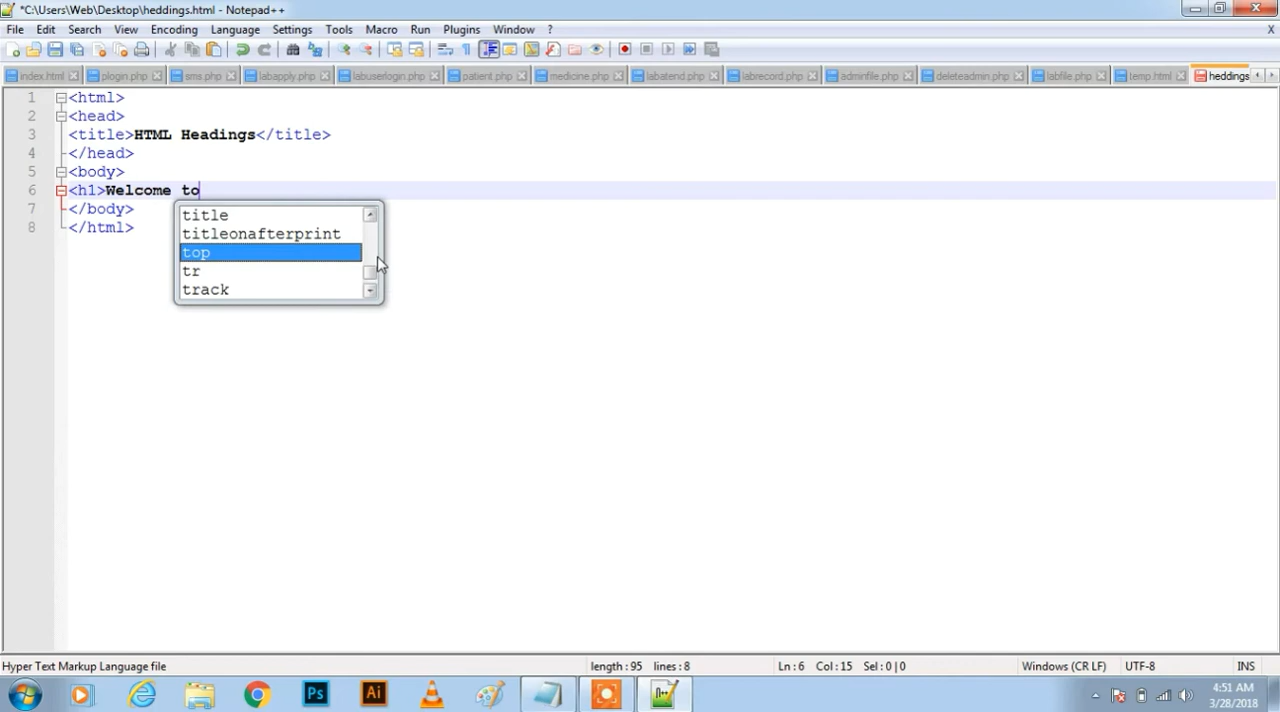 *C:\Users\Web\Desktop\heddings.html - Notepad++
File Edit Search View Encoding Language Settings Tools Macro Run Plugins Window ? X
index.html plogin.php sms.php labapply.php labuserlogin.php patient.php medicine.php labatend.php labrecord.php adminfile.php deleteadmin.php labfile.php temp.html heddings
1 <html>
2 <head>
3 <title>HTML Headings</title>
4 </head>
5 <body>
6 <h1>Welcome to
7 </body>
8 </html>
title
titleonafterprint
top
tr
track
Hyper Text Markup Language file length : 95 lines : 8 Ln : 6 Col : 15 Sel : 0 | 0 Windows (CR LF) UTF-8 INS
Ps Ai 4:51 AM
3/28/2018